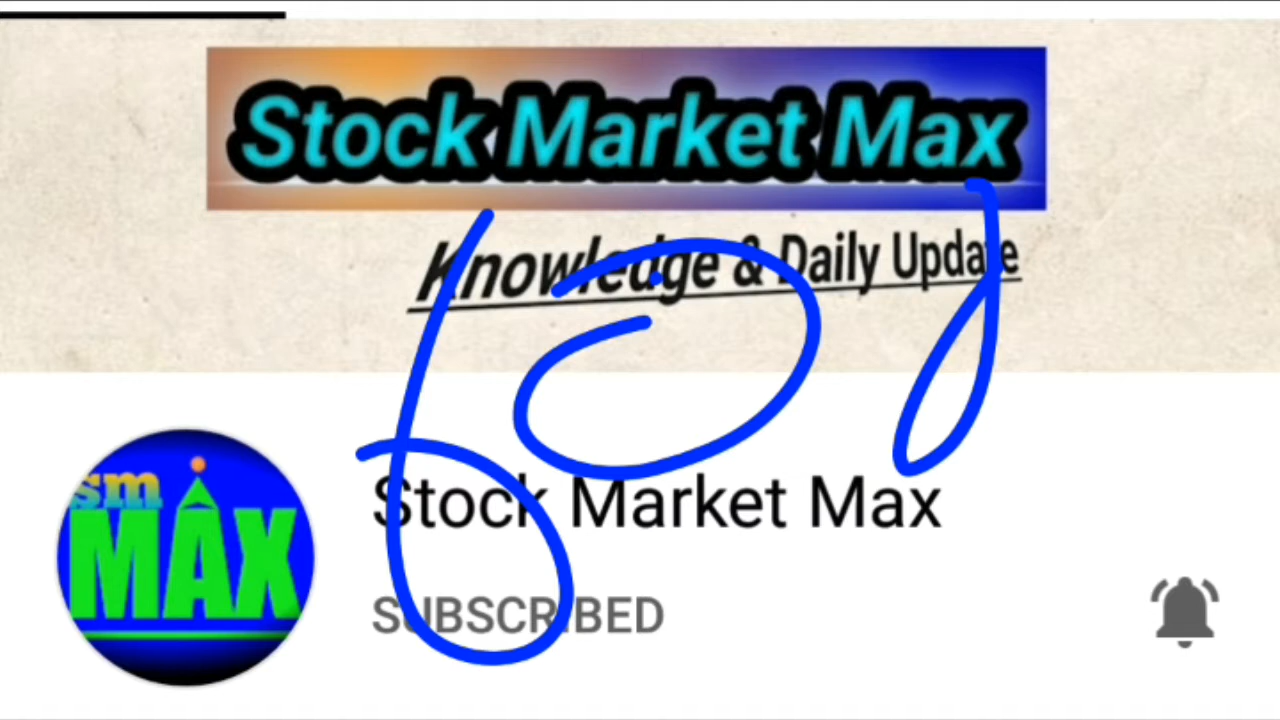 Stock Market Max
Knowledge & Daily Update
sm
MAX
Stock Market Max
SUBSCRIBED